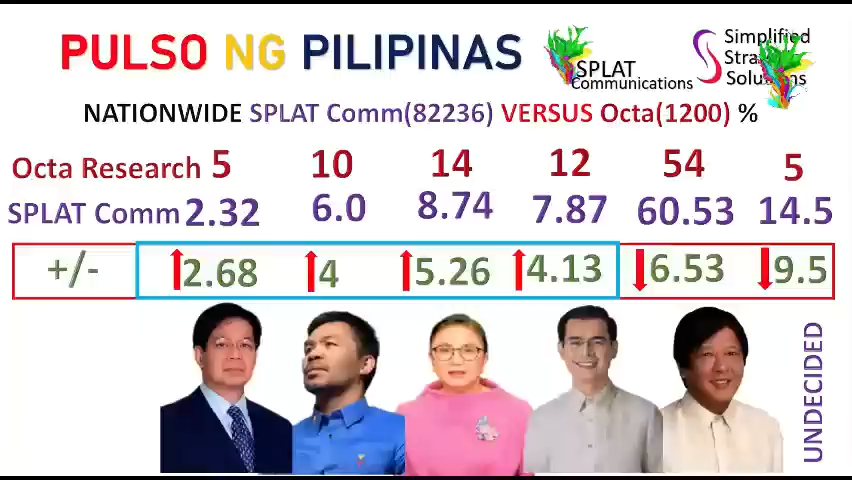 PULSO NG PILIPINAS
SPLAT
Communications
Simplified
Solutions
NATIONWIDE SPLAT Comm(82236) VERSUS Octa(1200) %
Octa Research 5 10 14 12 54 5
SPLAT Comm 2.32 6.0 8.74 7.87 60.53 14.5
+/- 2.68 4 5.26 4.13 6.53 9.5
UNDECIDED